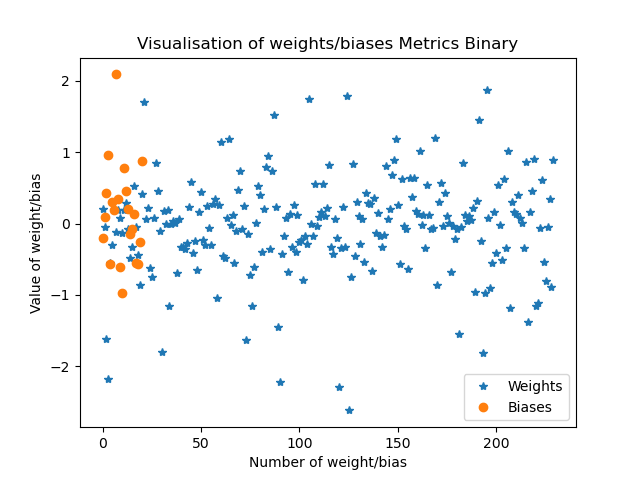 Visualisation of weights/biases Metrics Binary
2
1
0
−1
−2
Value of weight/bias
0
50
100
150
200
Number of weight/bias
Weights
Biases